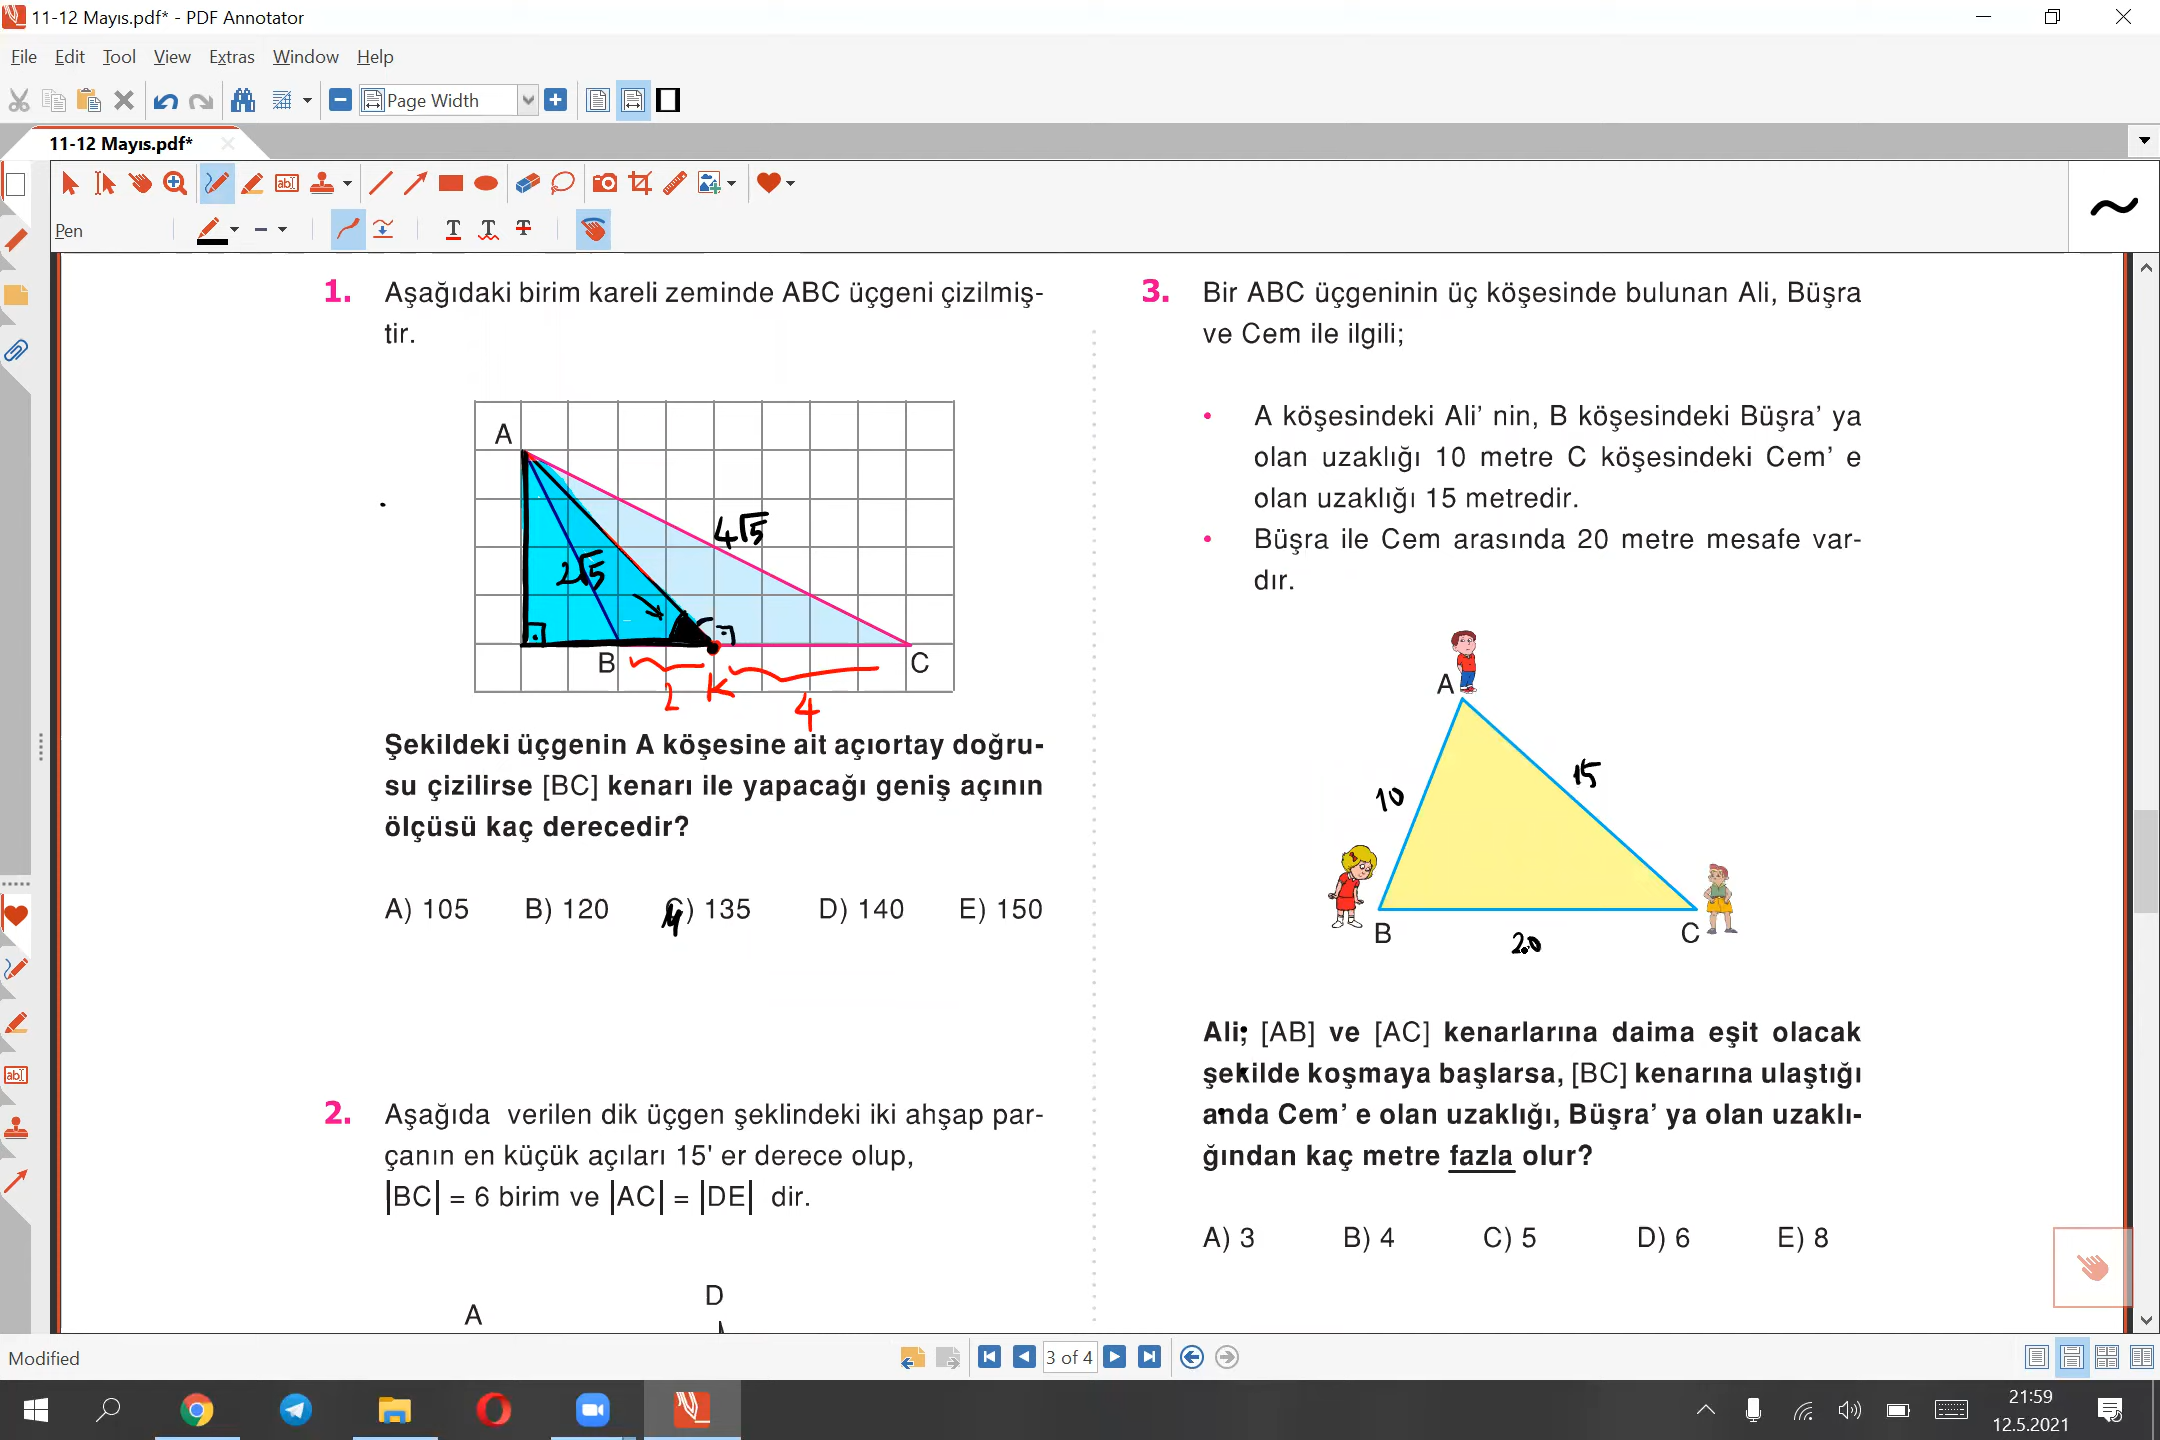 11-12 Mayıs.pdf* - PDF Annotator
File Edit Tool View Extras Window Help
Page Width
11-12 Mayıs.pdf*
Pen
1. Aşağıdaki birim kareli zeminde ABC üçgeni çizilmiş-
tir.
A
4√5
2√5
B
C
2
K
4
Şekildeki üçgenin A köşesine ait açıortay doğru-
su çizilirse [BC] kenarı ile yapacağı geniş açının
ölçüsü kaç derecedir?
A) 105 B) 120 C) 135 D) 140 E) 150
2. Aşağıda verilen dik üçgen şeklindeki iki ahşap par-
çanın en küçük açıları 15' er derece olup,
|BC| = 6 birim ve |AC| = |DE| dir.
A
D
3. Bir ABC üçgeninin üç köşesinde bulunan Ali, Büşra
ve Cem ile ilgili;
• A köşesindeki Ali' nin, B köşesindeki Büşra' ya
olan uzaklığı 10 metre C köşesindeki Cem' e
olan uzaklığı 15 metredir.
• Büşra ile Cem arasında 20 metre mesafe var-
dır.
A
10
15
B
C
20
Ali; [AB] ve [AC] kenarlarına daima eşit olacak
şekilde koşmaya başlarsa, [BC] kenarına ulaştığı
anda Cem' e olan uzaklığı, Büşra' ya olan uzaklı-
ğından kaç metre fazla olur?
A) 3 B) 4 C) 5 D) 6 E) 8
Modified
3 of 4
21:59
12.5.2021